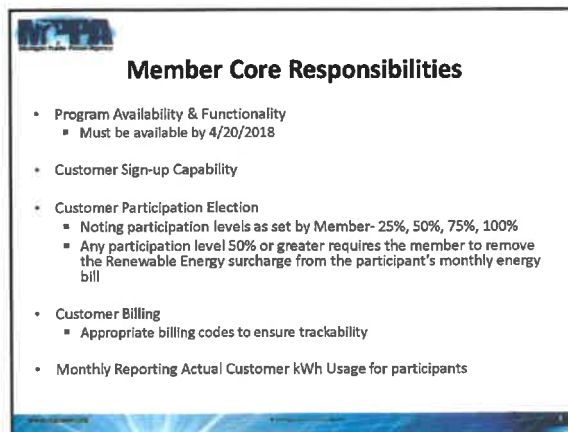 MPPA
Member Core Responsibilities
• Program Availability & Functionality
▪ Must be available by 4/20/2018
• Customer Sign-up Capability
• Customer Participation Election
▪ Noting participation levels as set by Member- 25%, 50%, 75%, 100%
▪ Any participation level 50% or greater requires the member to remove
the Renewable Energy surcharge from the participant's monthly energy
bill
• Customer Billing
▪ Appropriate billing codes to ensure trackability
• Monthly Reporting Actual Customer kWh Usage for participants